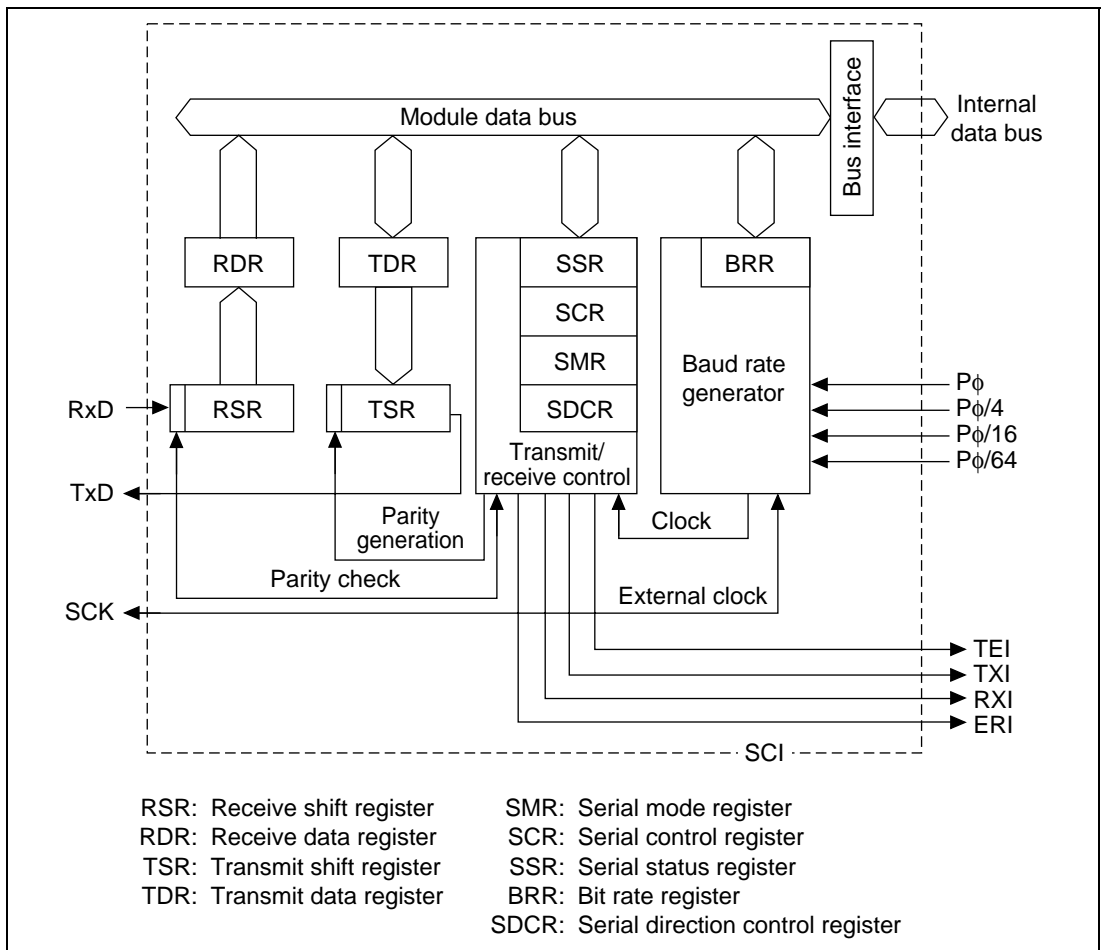 Module data bus
Bus interface
Internal
data bus
RDR
TDR
SSR
BRR
SCR
SMR
SDCR
Baud rate
generator
Pϕ
Pϕ/4
Pϕ/16
Pϕ/64
RxD
RSR
TSR
Transmit/
receive control
TxD
Parity
generation
Clock
Parity check
External clock
SCK
TEI
TXI
RXI
ERI
SCI
RSR: Receive shift register
RDR: Receive data register
TSR: Transmit shift register
TDR: Transmit data register
SMR: Serial mode register
SCR: Serial control register
SSR: Serial status register
BRR: Bit rate register
SDCR: Serial direction control register